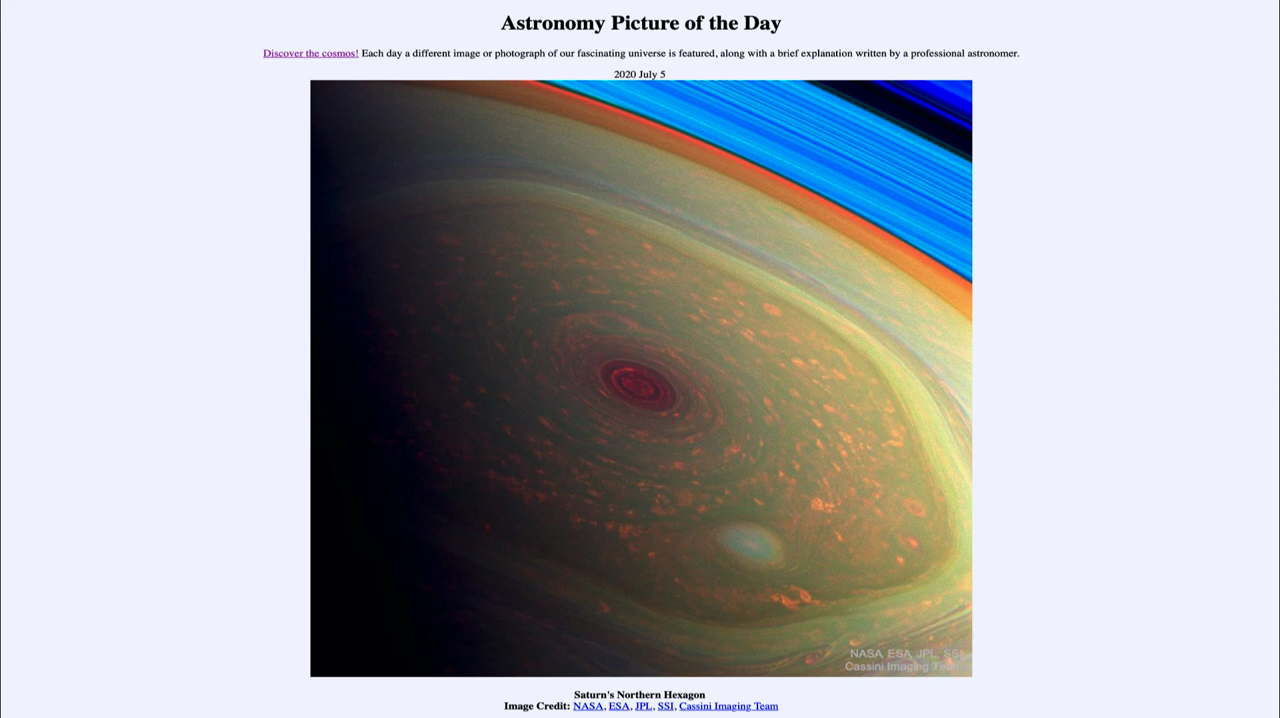 Astronomy Picture of the Day
Discover the cosmos! Each day a different image or photograph of our fascinating universe is featured, along with a brief explanation written by a professional astronomer.
2020 July 5
NASA, ESA, JPL, SSI,
Cassini Imaging Team
Saturn's Northern Hexagon
Image Credit: NASA, ESA, JPL, SSI, Cassini Imaging Team